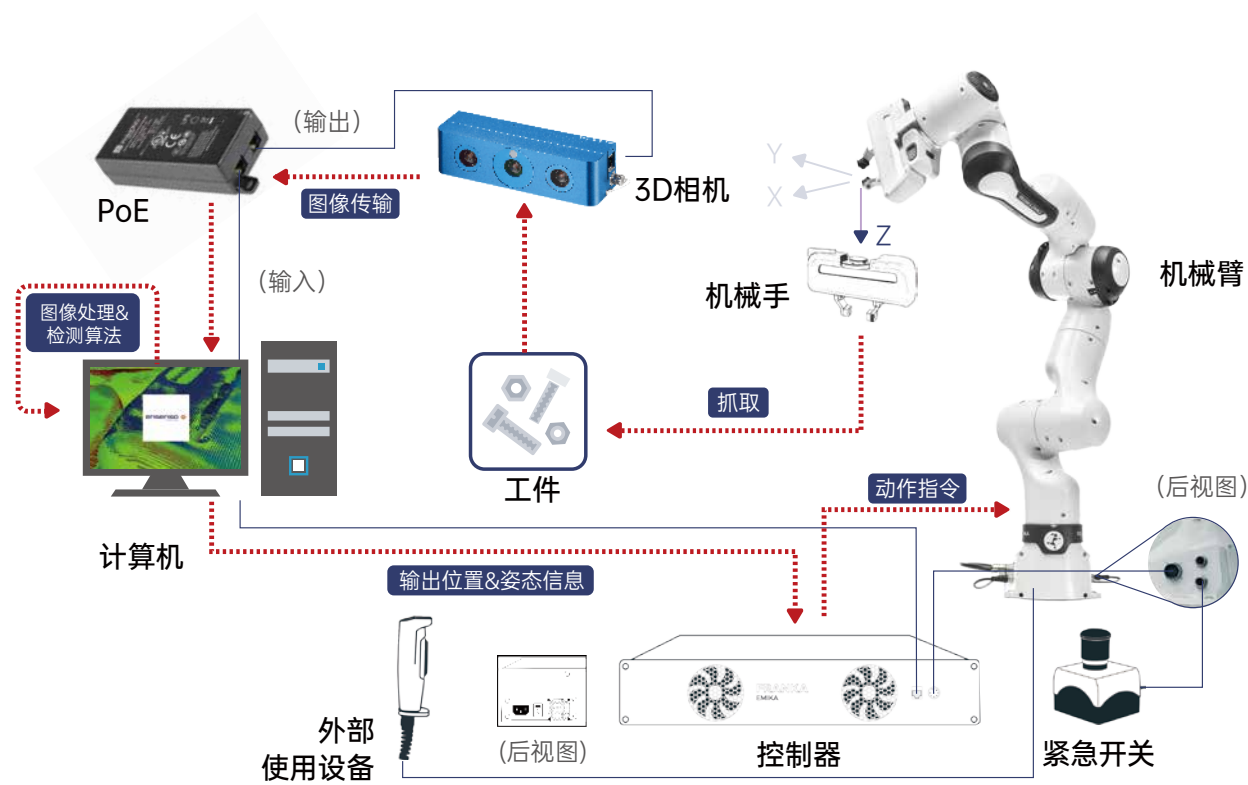 (输出)
3D相机
图像传输
PoE
Y
X
Z
(输入)
图像处理&
检测算法
机械手
机械臂
ensenso
抓取
工件
动作指令
(后视图)
计算机
输出位置&姿态信息
FRANKA
EMIKA
外部
使用设备
(后视图)
控制器
紧急开关